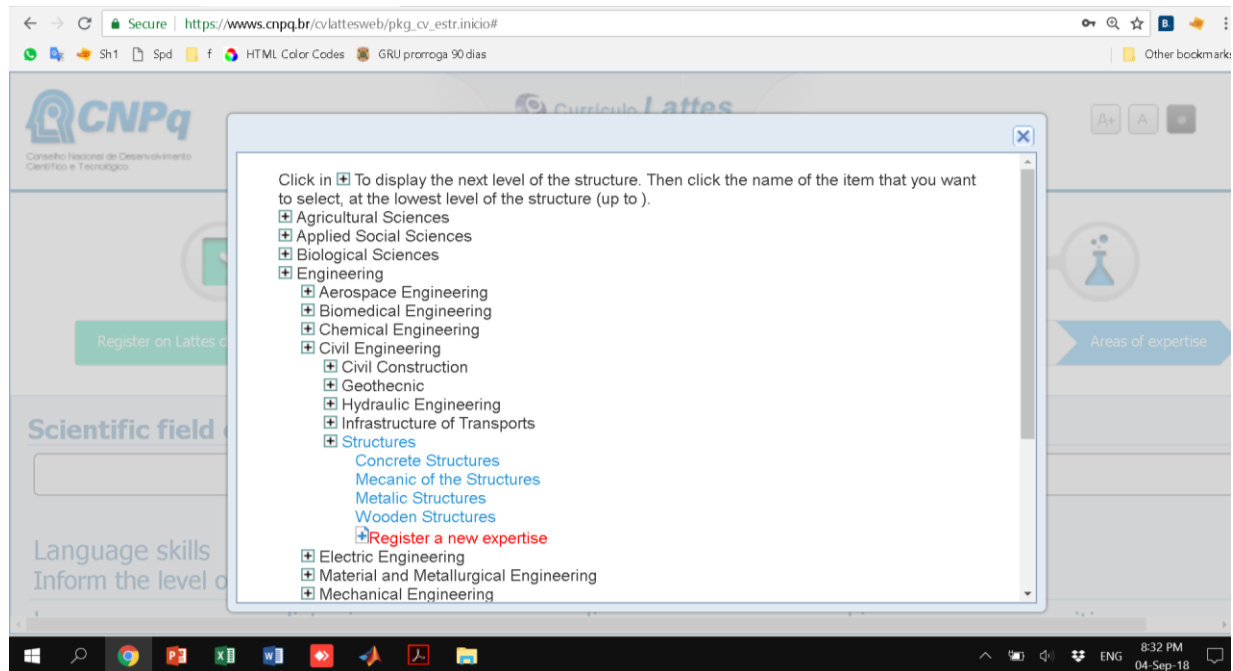 Secure | https://wwws.cnpq.br/cvlattesweb/pkg_cv_estr.inicio#
Sh1 Spd f HTML Color Codes GRU prorroga 90 dias Other bookmarks
CNPq
Currículo Lattes
A+ A
Conselho Nacional de Desenvolvimento
Científico e Tecnológico
Click in To display the next level of the structure. Then click the name of the item that you want
to select, at the lowest level of the structure (up to ).
Agricultural Sciences
Applied Social Sciences
Biological Sciences
Engineering
Aerospace Engineering
Biomedical Engineering
Chemical Engineering
Register on Lattes
Areas of expertise
Civil Engineering
Civil Construction
Geothecnic
Hydraulic Engineering
Infrastructure of Transports
Scientific field
Structures
Concrete Structures
Mecanic of the Structures
Metalic Structures
Wooden Structures
Register a new expertise
Language skills
Electric Engineering
Inform the level o
Material and Metallurgical Engineering
Mechanical Engineering
ENG
8:32 PM
04-Sep-18